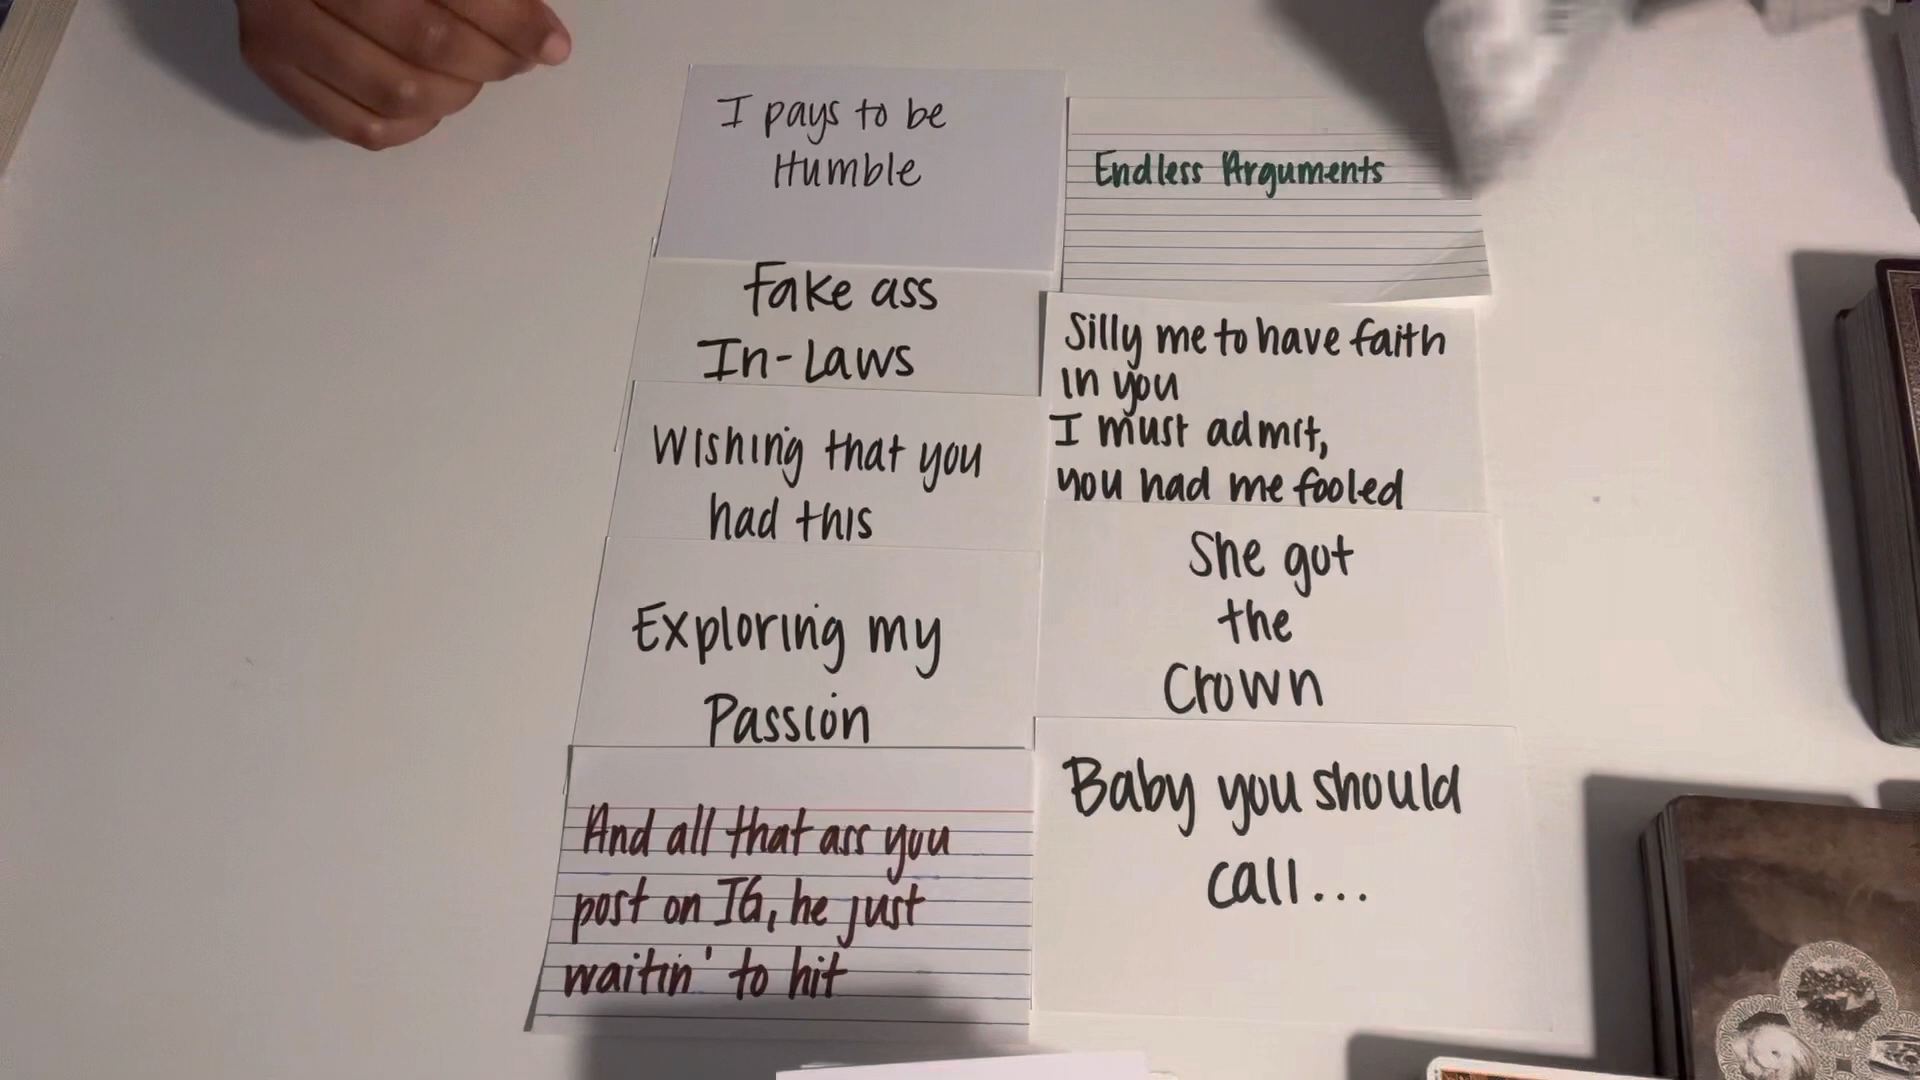 I pays to be
Humble
Fake ass
In-Laws
Wishing that you
had this
Exploring my
Passion
And all that ass you
post on IG, he just
waitin' to hit
Endless Arguments
Silly me to have faith
in you
I must admit,
you had me fooled
She got
the
Crown
Baby you should
call...